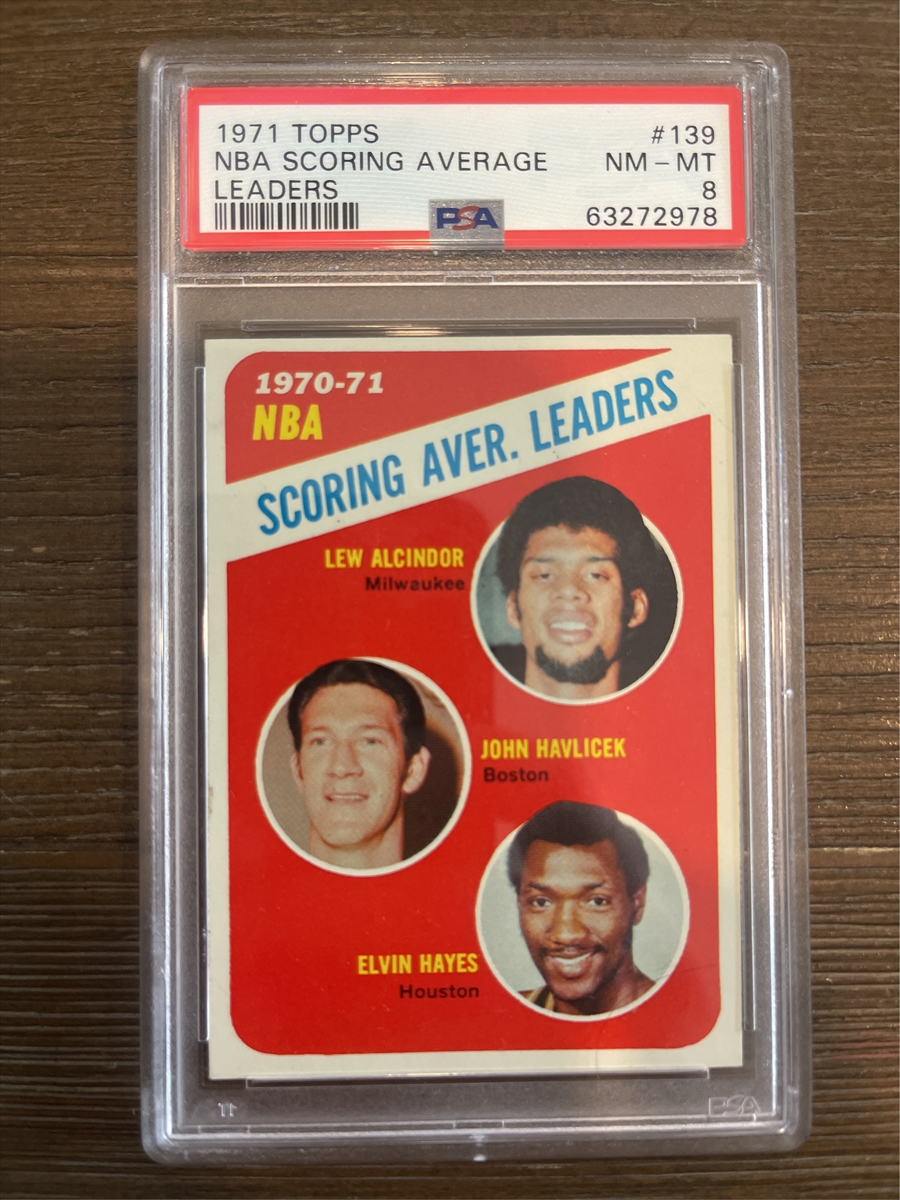 1971 TOPPS #139
NBA SCORING AVERAGE NM - MT
LEADERS 8
PSA 63272978
1970-71
NBA
SCORING AVER. LEADERS
LEW ALCINDOR
Milwaukee
JOHN HAVLICEK
Boston
ELVIN HAYES
Houston
PSA